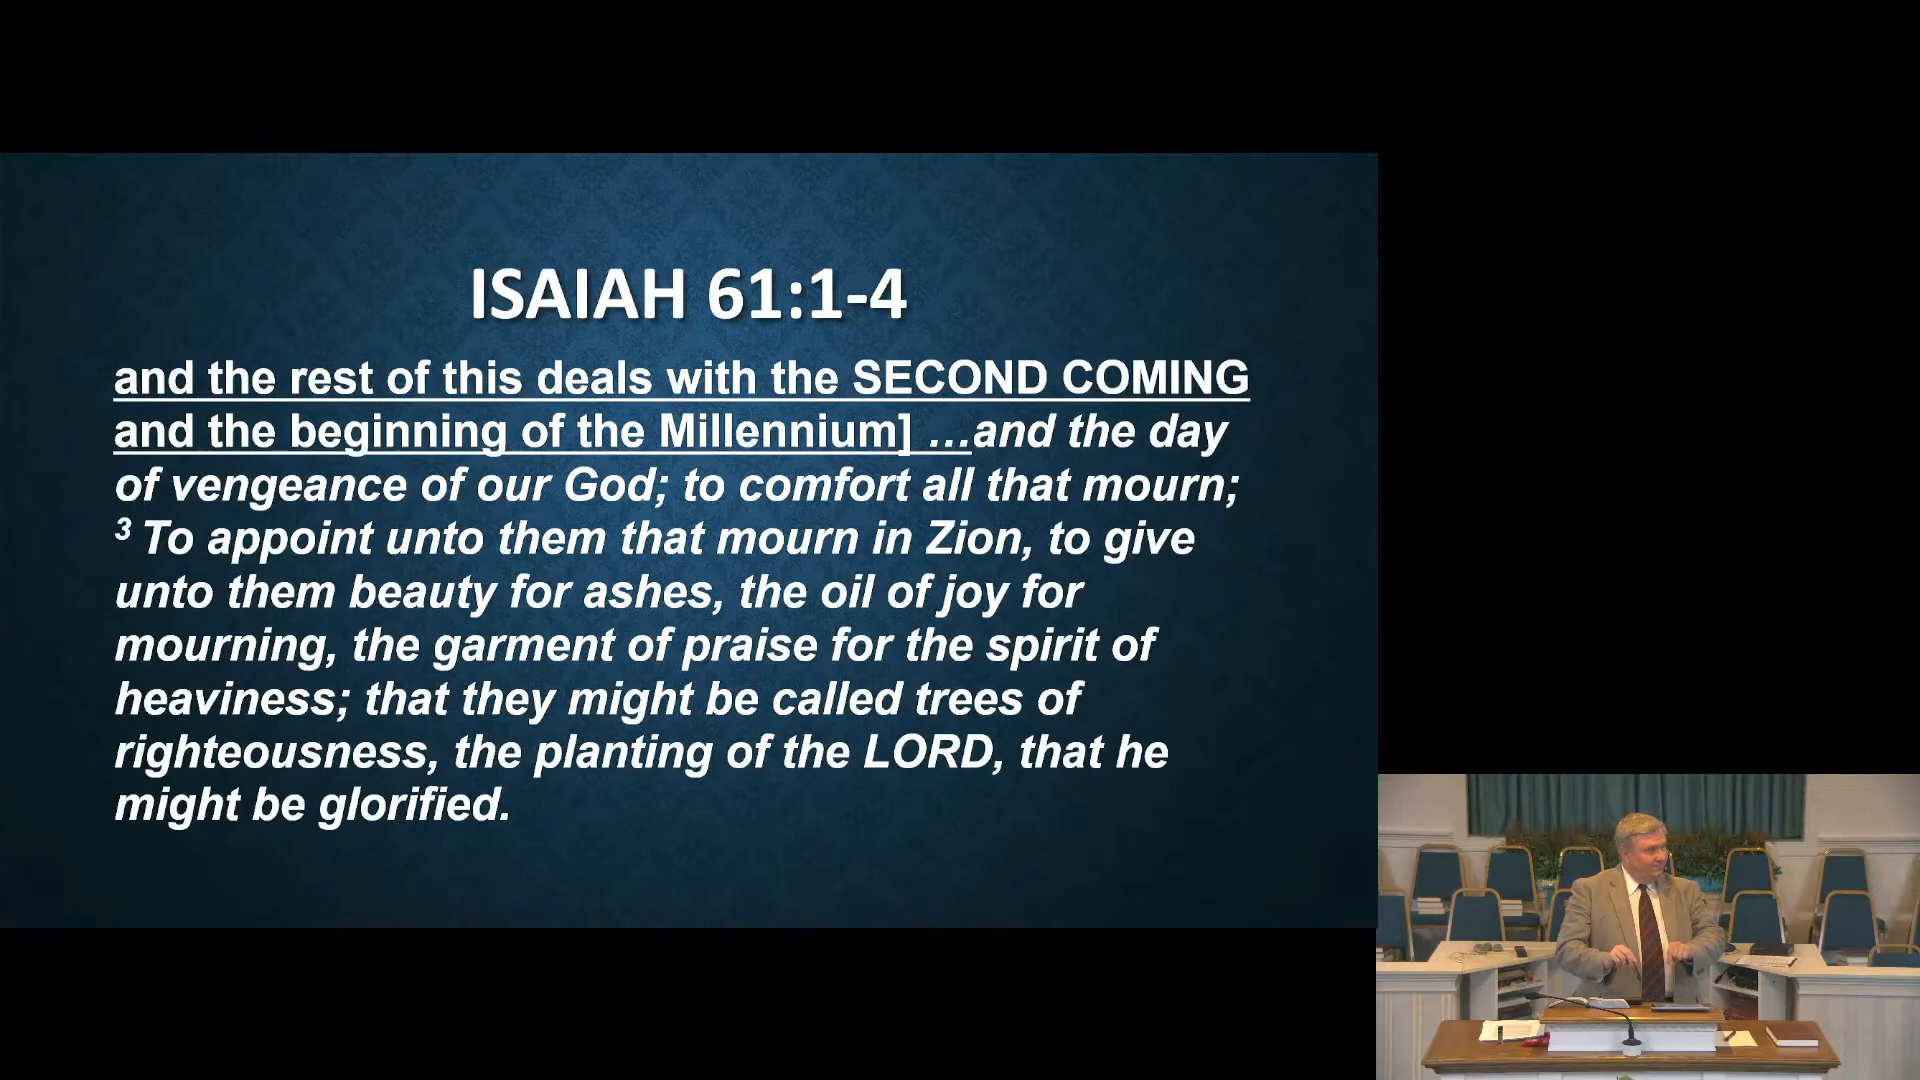 ISAIAH 61:1-4
and the rest of this deals with the SECOND COMING
and the beginning of the Millennium] …and the day
of vengeance of our God; to comfort all that mourn;
3 To appoint unto them that mourn in Zion, to give
unto them beauty for ashes, the oil of joy for
mourning, the garment of praise for the spirit of
heaviness; that they might be called trees of
righteousness, the planting of the LORD, that he
might be glorified.